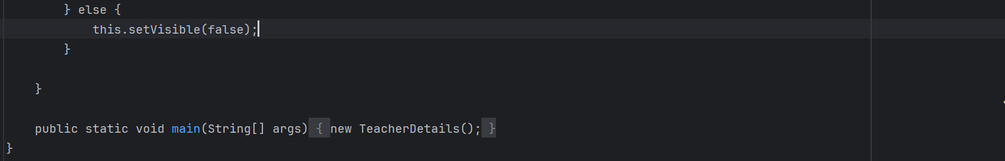 } else {
this.setVisible(false);
}
}
public static void main(String[] args) { new TeacherDetails(); }
}